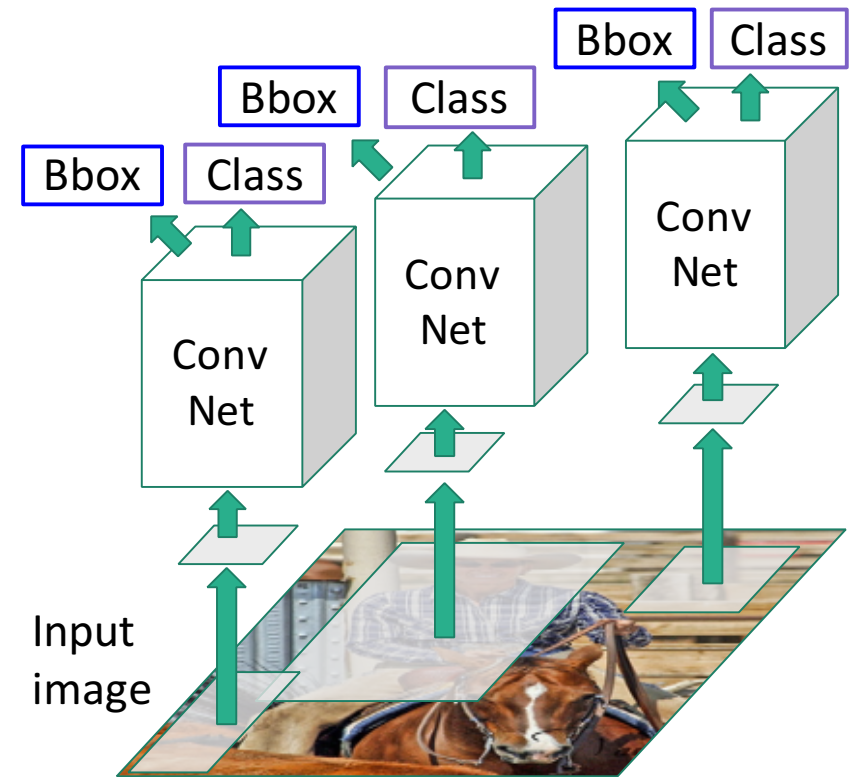 Bbox Class
Bbox Class
Bbox Class
Conv
Net
Conv
Net
Conv
Net
Input
image